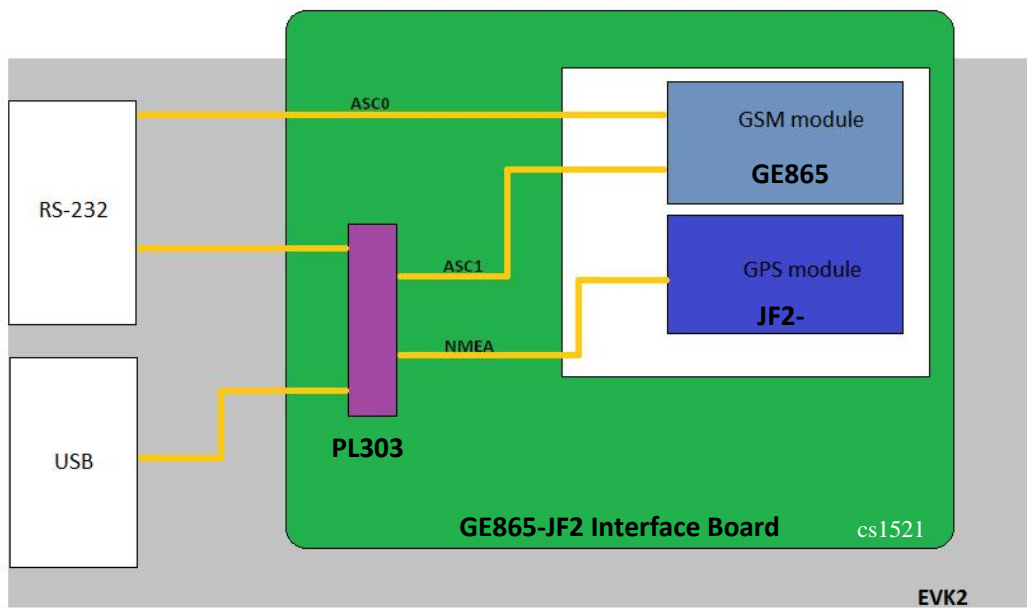 ASC0
GSM module
GE865
RS-232
ASC1
GPS module
JF2-
NMEA
PL303
USB
GE865-JF2 Interface Board
cs1521
EVK2